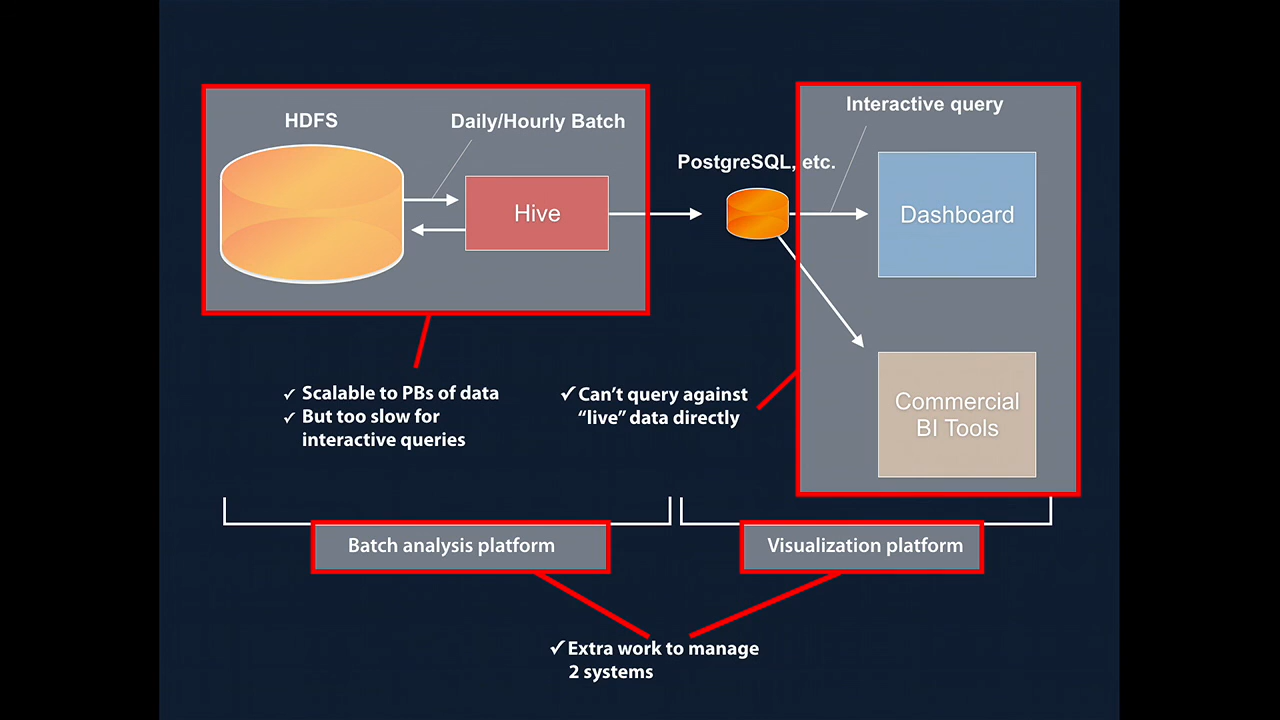 HDFS
Daily/Hourly Batch
Hive
PostgreSQL, etc.
Interactive query
Dashboard
Commercial
BI Tools
✓ Scalable to PBs of data
✓ But too slow for
interactive queries
✓ Can't query against
“live” data directly
Batch analysis platform
Visualization platform
✓ Extra work to manage
2 systems